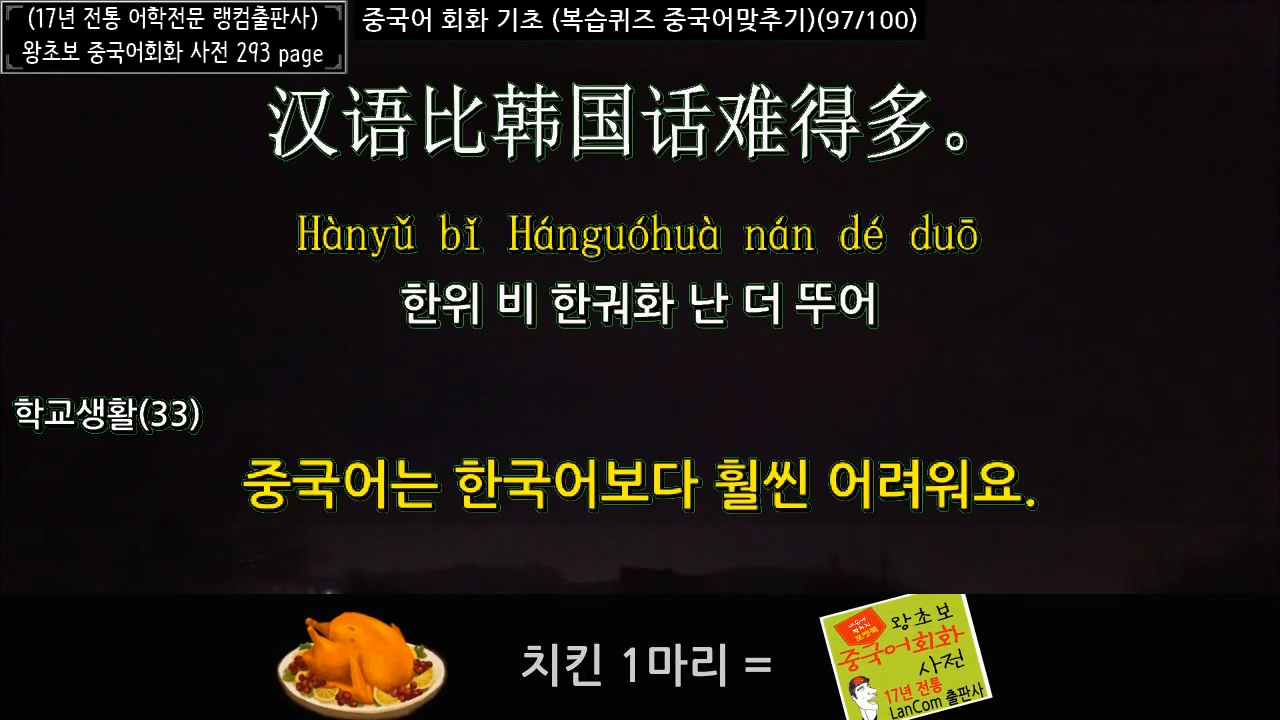 (17년 전통 어학전문 랭컴출판사)
왕초보 중국어회화 사전 293 page
중국어 회화 기초 (복습퀴즈 중국어맞추기)(97/100)
汉语比韩国话难得多。
Hànyǔ bǐ Hánguóhuà nán dé duō
한위 비 한궈화 난 더 뚜어
학교생활(33)
중국어는 한국어보다 훨씬 어려워요.
치킨 1마리 =
왕초보
중국어회화
사전
17년 전통
LanCom 출판사